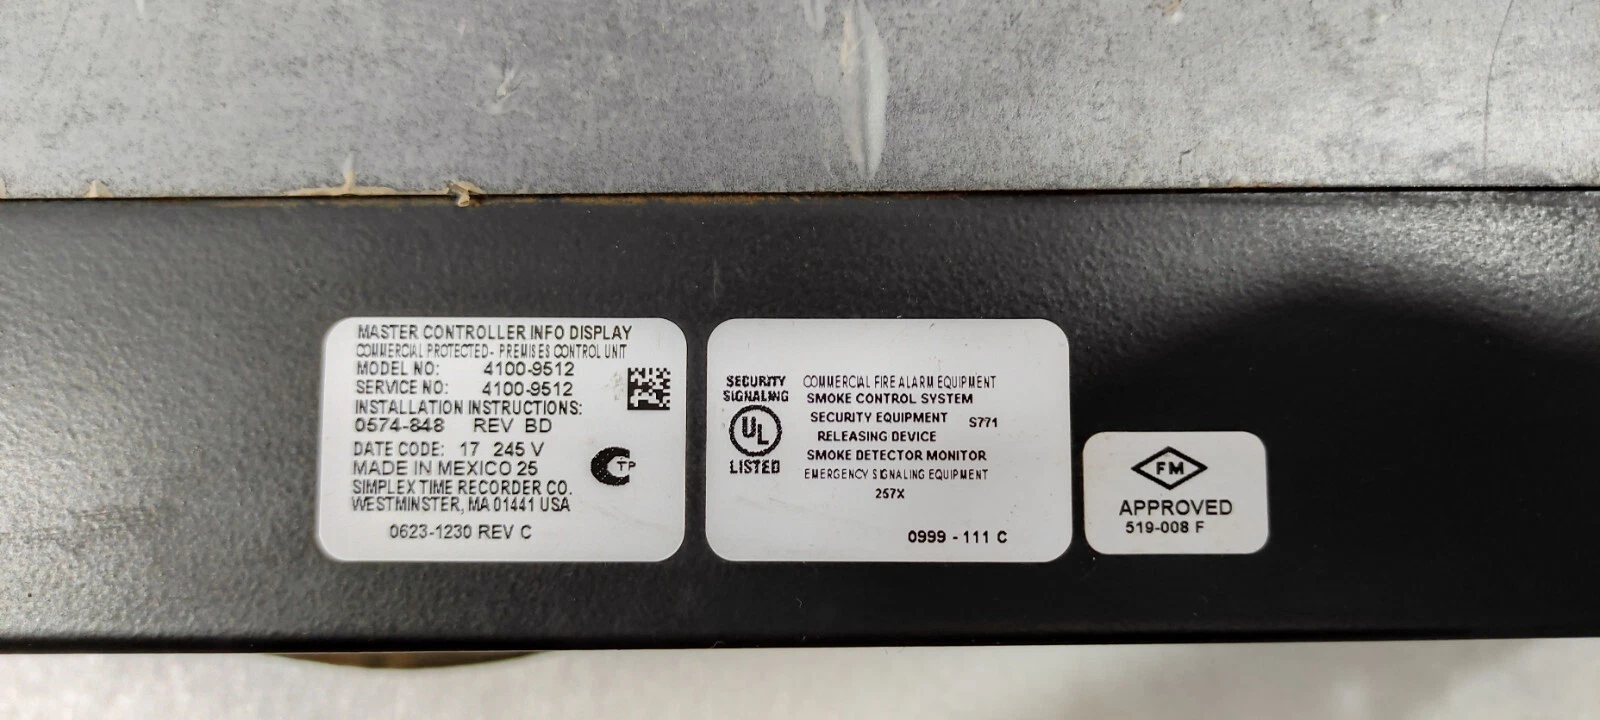 MASTER CONTROLLER INFO DISPLAY
COMMERCIAL PROTECTED - PREMISES CONTROL UNIT
MODEL NO: 4100-9512
SERVICE NO: 4100-9512
INSTALLATION INSTRUCTIONS:
0574-848 REV BD
DATE CODE: 17 245 V
MADE IN MEXICO 25
SIMPLEX TIME RECORDER CO.
WESTMINSTER, MA 01441 USA
0623-1230 REV C
CTP
SECURITY
SIGNALING
UL
LISTED
COMMERCIAL FIRE ALARM EQUIPMENT
SMOKE CONTROL SYSTEM
SECURITY EQUIPMENT S771
RELEASING DEVICE
SMOKE DETECTOR MONITOR
EMERGENCY SIGNALING EQUIPMENT
257X
0999 - 111 C
FM
APPROVED
519-008 F